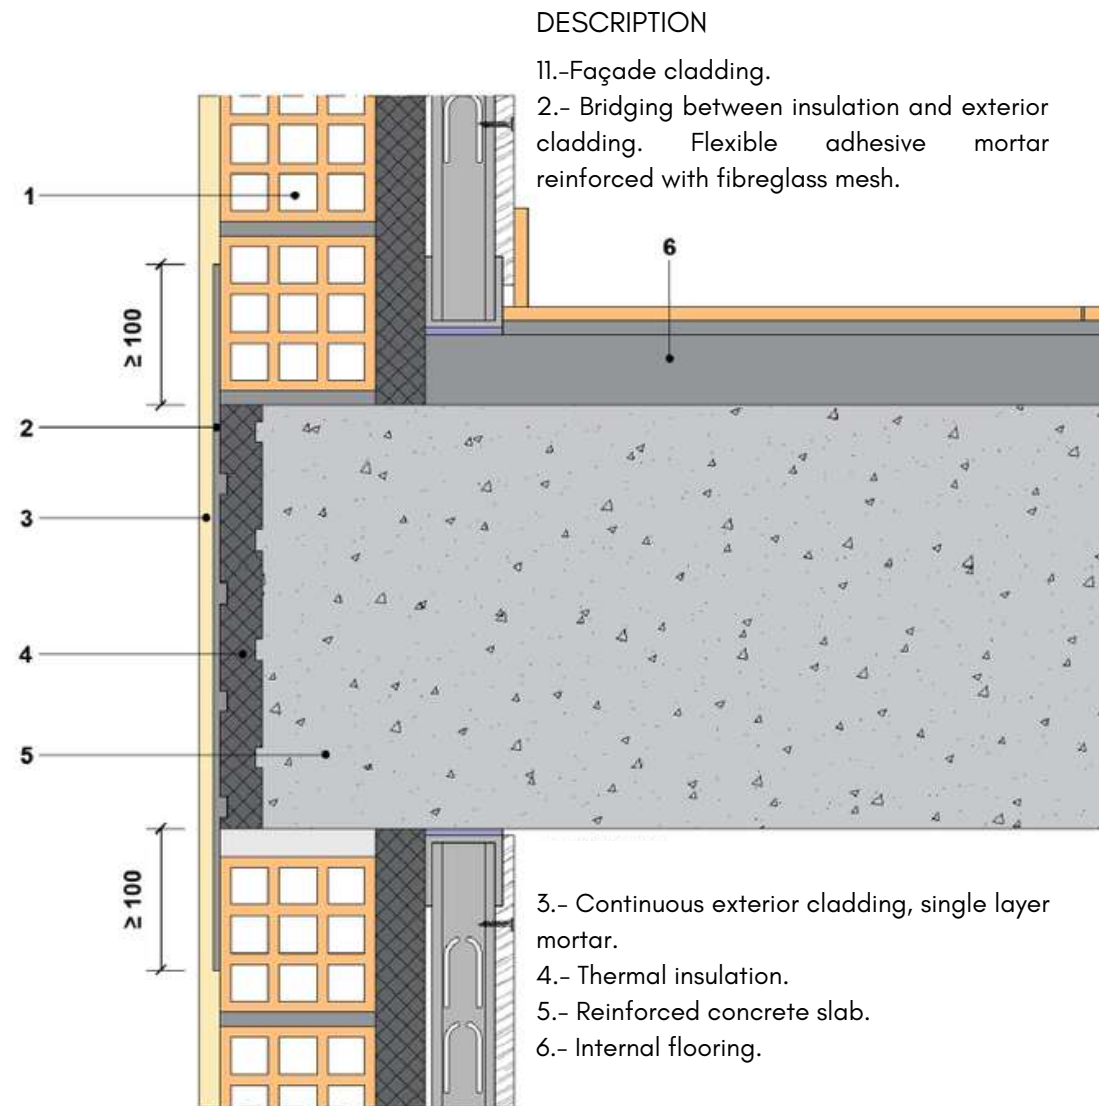 DESCRIPTION
11.-Façade cladding.
2.- Bridging between insulation and exterior
cladding. Flexible adhesive mortar
reinforced with fibreglass mesh.
1
6
≥ 100
2
3
4
5
≥ 100
3.- Continuous exterior cladding, single layer
mortar.
4.- Thermal insulation.
5.- Reinforced concrete slab.
6.- Internal flooring.